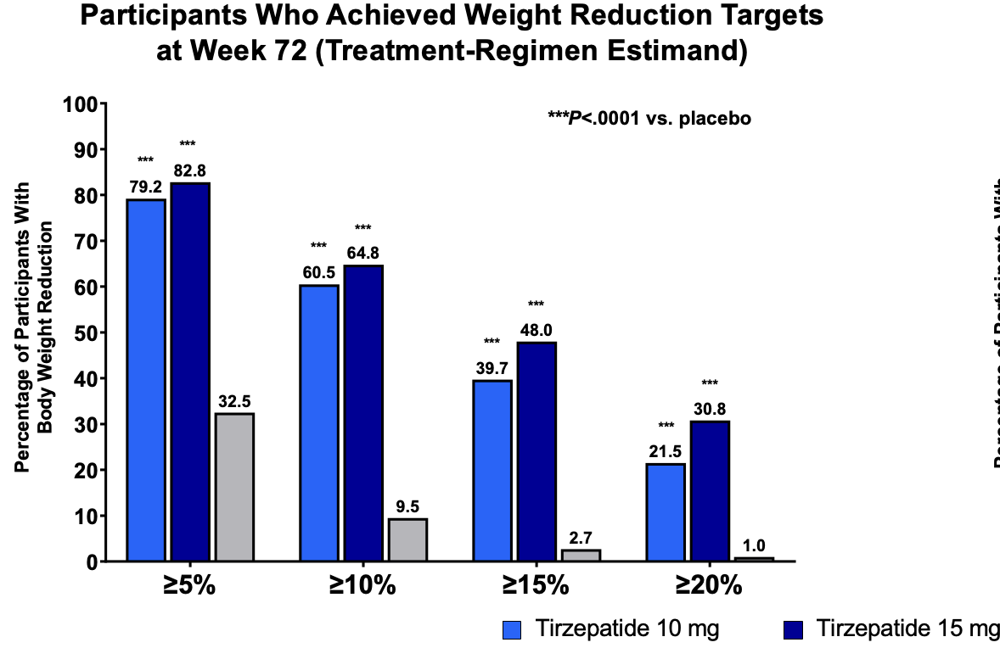 Participants Who Achieved Weight Reduction Targets
at Week 72 (Treatment-Regimen Estimand)
***P<.0001 vs. placebo
Percentage of Participants With
Body Weight Reduction
100
90
80
70
60
50
40
30
20
10
0
*** ***
79.2 82.8 32.5
*** ***
60.5 64.8 9.5
*** ***
39.7 48.0 2.7
*** ***
21.5 30.8 1.0
≥5% ≥10% ≥15% ≥20%
Tirzepatide 10 mg Tirzepatide 15 mg